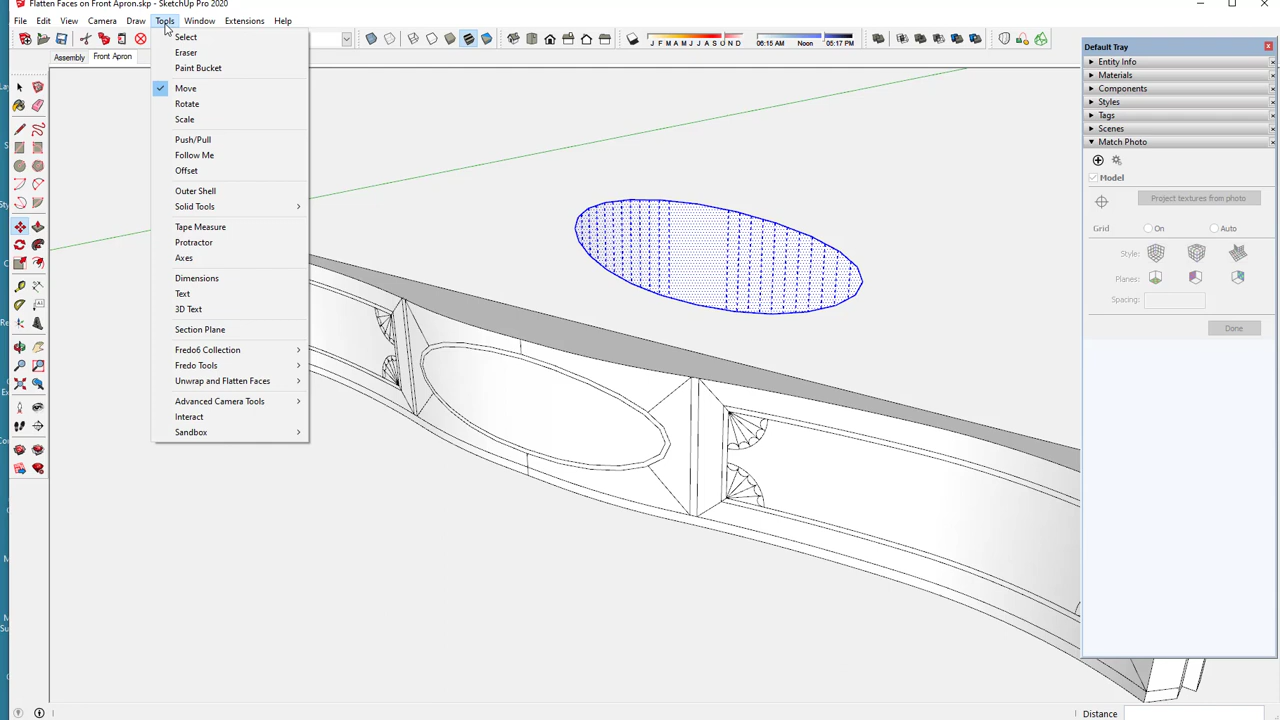 Flatten Faces on Front Apron.skp - SketchUp Pro 2020
File Edit View Camera Draw Tools Window Extensions Help
J F M A M J J A S O N D
06:15 AM Noon 05:17 PM
Assembly Front Apron
Select
Eraser
Paint Bucket
Move
Rotate
Scale
Push/Pull
Follow Me
Offset
Outer Shell
Solid Tools
Tape Measure
Protractor
Axes
Dimensions
Text
3D Text
Section Plane
Fredo6 Collection
Fredo Tools
Unwrap and Flatten Faces
Advanced Camera Tools
Interact
Sandbox
Default Tray
Entity Info
Materials
Components
Styles
Tags
Scenes
Match Photo
Model
Project textures from photo
Grid On Auto
Style:
Planes:
Spacing:
Done
Distance